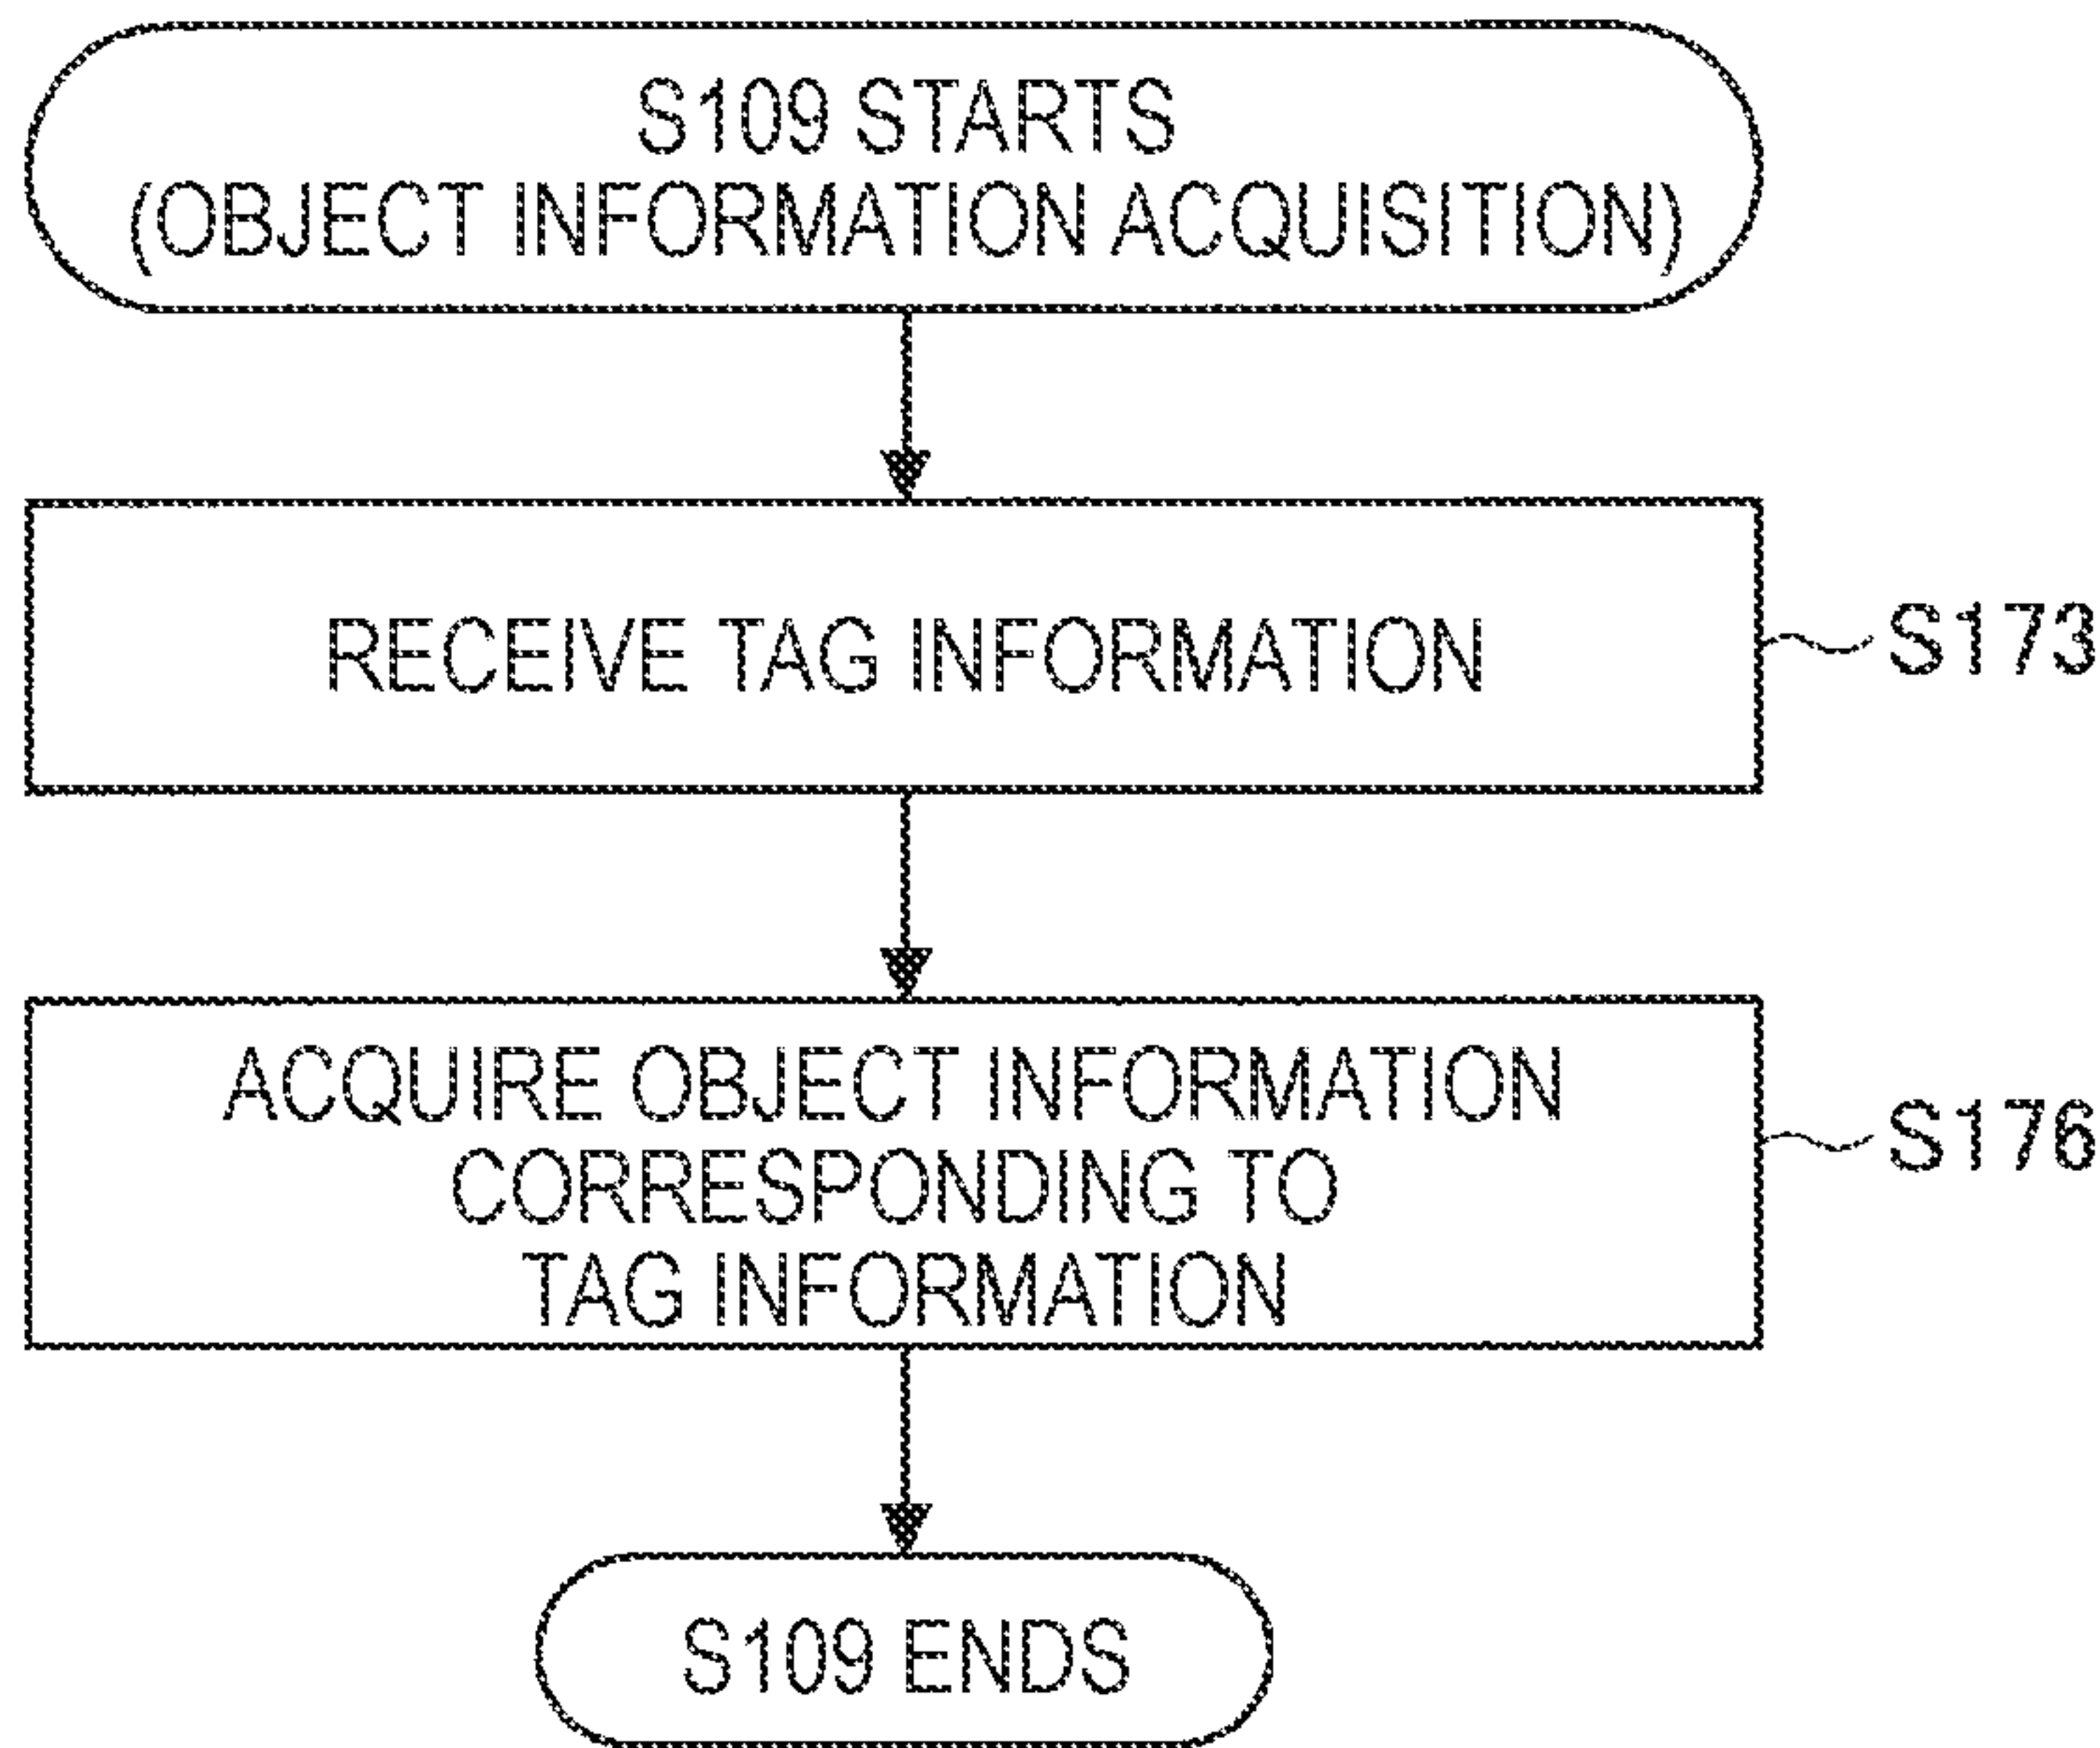 S109 STARTS
(OBJECT INFORMATION ACQUISITION)
RECEIVE TAG INFORMATION
S173
ACQUIRE OBJECT INFORMATION
CORRESPONDING TO
TAG INFORMATION
S176
S109 ENDS